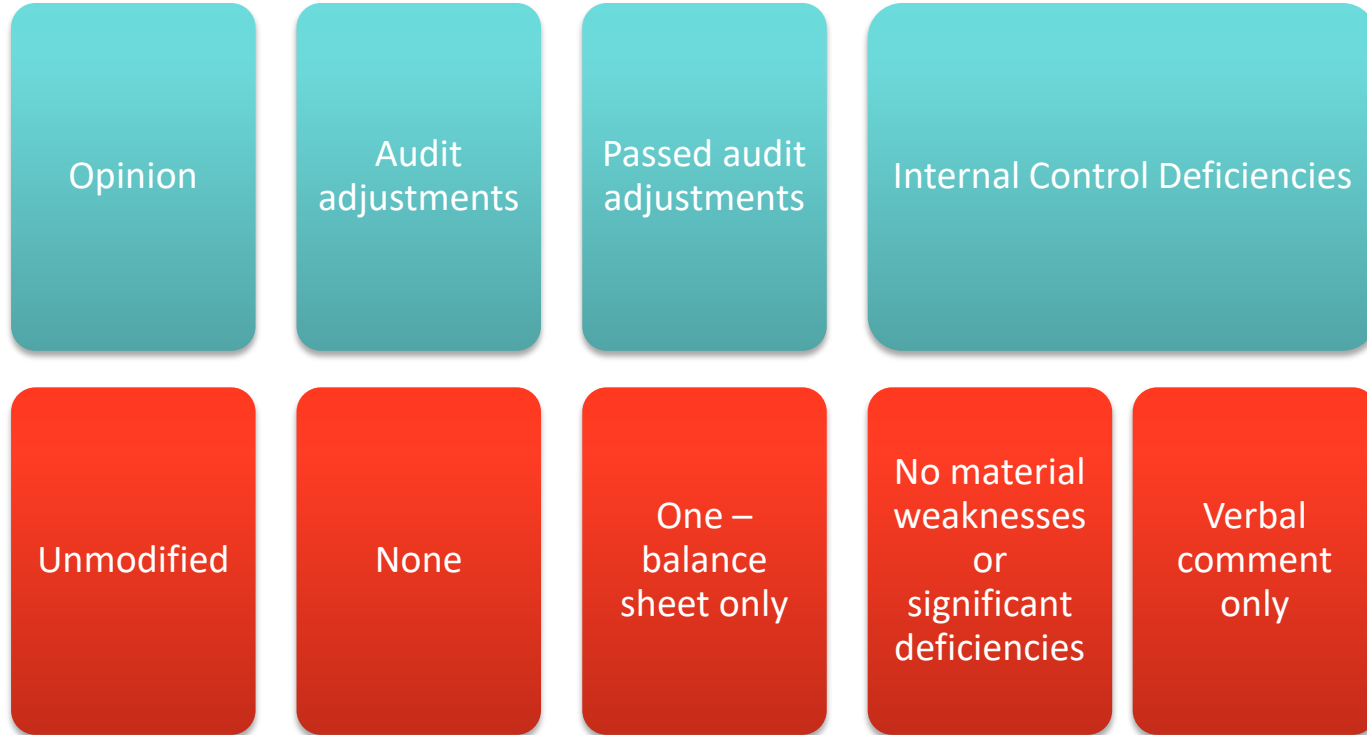 Opinion
Audit
adjustments
Passed audit
adjustments
Internal Control Deficiencies
Unmodified
None
One –
balance
sheet only
No material
weaknesses
or
significant
deficiencies
Verbal
comment
only